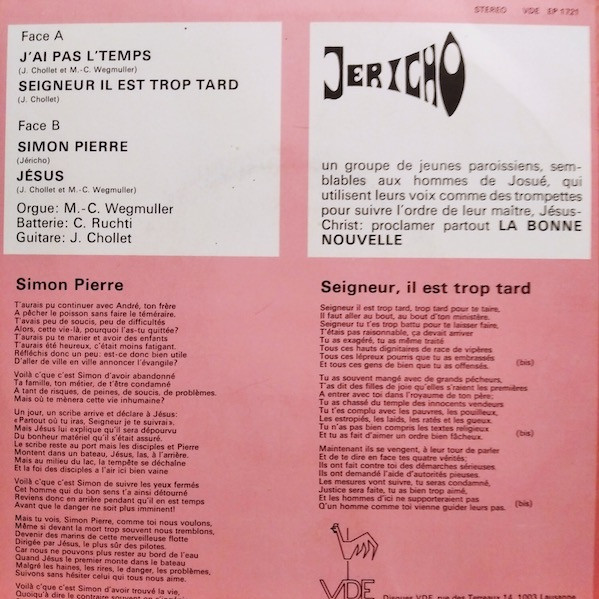 STEREO VDE EP 1721
Face A
J'AI PAS L'TEMPS
(J. Chollet et M.-C. Wegmuller)
SEIGNEUR IL EST TROP TARD
(J. Chollet)
Face B
SIMON PIERRE
(Jéricho)
JÉSUS
(J. Chollet et M.-C. Wegmuller)
Orgue: M.-C. Wegmuller
Batterie: C. Ruchti
Guitare: J. Chollet
JERICHO
un groupe de jeunes paroissiens, sem-
blables aux hommes de Josué, qui
utilisent leurs voix comme des trompettes
pour suivre l'ordre de leur maître, Jésus-
Christ: proclamer partout LA BONNE
NOUVELLE
Simon Pierre
T'aurais pu continuer avec André, ton frère
A pêcher le poisson sans faire le téméraire.
T'avais peu de soucis, peu de difficultés
Alors, cette vie-là, pourquoi l'as-tu quittée?
T'aurais pu te marier et avoir des enfants
T'aurais été heureux, c'était moins fatigant.
Réfléchis donc un peu: est-ce donc bien utile
D'aller de ville en ville annoncer l'évangile?
Voilà c'que c'est Simon d'avoir abandonné
Ta famille, ton métier, de t'être condamné
A tant de risques, de peines, de soucis, de problèmes.
Mais où te mènera cette vie inhumaine?
Un jour, un scribe arrive et déclare à Jésus:
«Partout où tu iras, Seigneur je te suivrai».
Mais Jésus lui explique qu'il sera dépourvu
Du bonheur matériel qu'il s'était assuré.
Le scribe reste au port mais les disciples et Pierre
Montent dans un bateau, Jésus, las, à l'arrière.
Mais au milieu du lac, la tempête se déchaîne
Et la foi des disciples a l'air ici bien vaine
Voilà c'que c'est Simon de suivre les yeux fermés
Cet homme qui du bon sens t'a ainsi détourné
Reviens donc en arrière pendant qu'il en est temps
Avant que le danger ne soit plus imminent!
Mais tu vois, Simon Pierre, comme toi nous voulons,
Même si devant la mort trop souvent nous tremblons,
Devenir des marins de cette merveilleuse flotte
Dirigée par Jésus, le plus sûr des pilotes.
Car nous ne pouvons plus rester au bord de l'eau
Quand Jésus le premier monte dans le bateau
Malgré les haines, les rires, le danger, les problèmes,
Suivons sans hésiter celui qui tous nous aime.
Voilà c'que c'est Simon d'avoir trouvé la vie,
Seigneur, il est trop tard
Seigneur il est trop tard, trop tard pour te taire,
Il faut aller au bout, au bout d'ton ministère.
Seigneur tu t'es trop battu pour te laisser faire,
T'étais pas raisonnable, ça devait arriver
Tu as exagéré, tu as même traité
Tous ces hauts dignitaires de race de vipères
Tous ces lépreux pourris que tu as embrassés
Et tous ces gens de bien que tu as offensés. (bis)
Tu as souvent mangé avec de grands pêcheurs,
T'as dit des filles de joie qu'elles s'raient les premières
A entrer avec toi dans l'royaume de ton père;
Tu as chassé du temple des innocents vendeurs
Tu t'es complu avec les pauvres, les pouilleux,
Les estropiés, les laids, les ratés et les gueux.
Tu n'as pas bien compris les textes religieux
Et tu as fait d'aimer un ordre bien fâcheux. (bis)
Maintenant ils se vengent, à leur tour de parler
Et de te dire en face tes quatre vérités;
Ils ont fait contre toi des démarches sérieuses.
Ils ont demandé l'aide d'autorités pieuses.
Les mesures vont suivre, tu seras condamné,
Justice sera faite, tu as bien trop aimé,
Et les hommes d'ici ne supporteraient pas
Q'un homme comme toi vienne guider leurs pas. (bis)
VDE
Disques VDE, rue des Terreaux 14, 1003 Lausanne